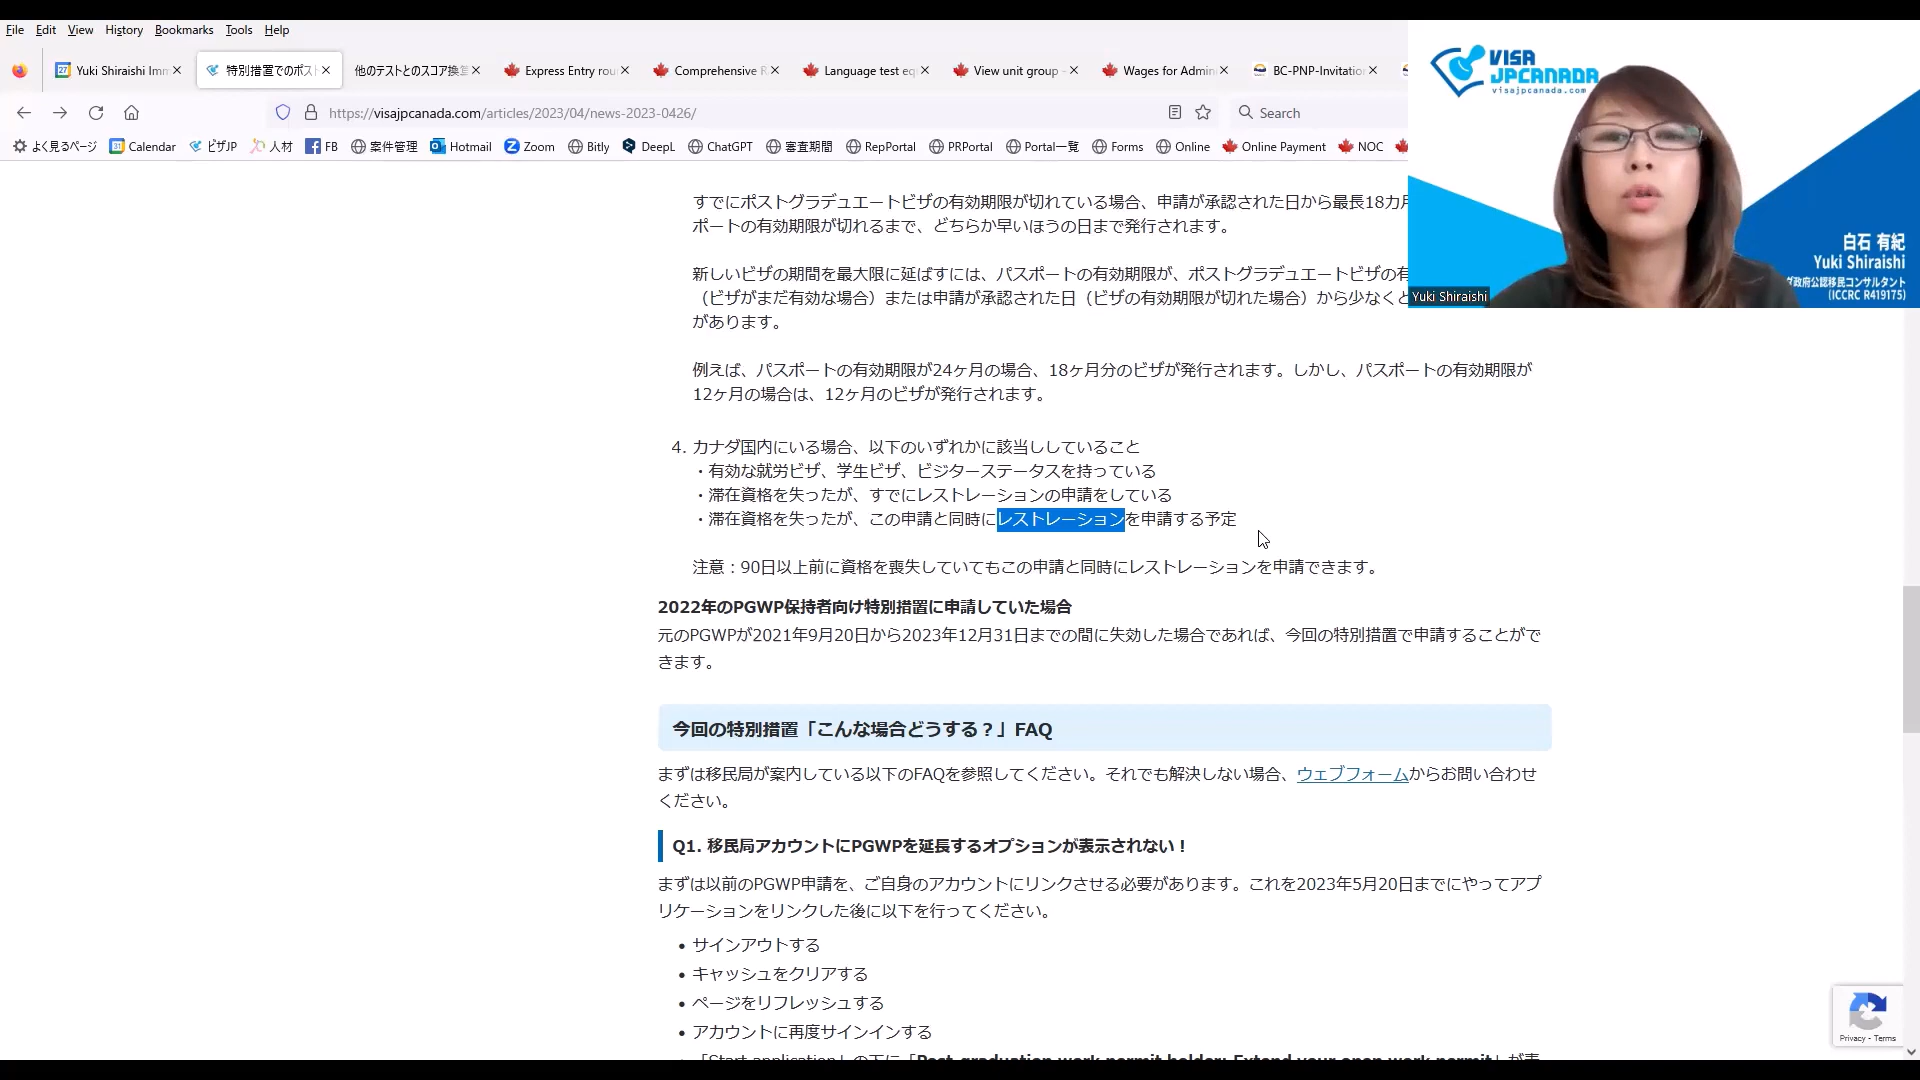 File Edit View History Bookmarks Tools Help
Yuki Shiraishi Imm
特別措置でのポスト
他のテストとのスコア換算
Express Entry rou
Comprehensive R
Language test eq
View unit group -
Wages for Admin
BC-PNP-Invitation
https://visajpcanada.com/articles/2023/04/news-2023-0426/
Search
よく見るページ Calendar ビザJP 人材 FB 案件管理 Hotmail Zoom Bitly DeepL ChatGPT 審査期間 RepPortal PRPortal Portal一覧 Forms Online Online Payment NOC
VISA
JPCANADA
visajpcanada.com
白石 有紀
Yuki Shiraishi
政府公認移民コンサルタント
(ICCRC R419175)
Yuki Shiraishi
すでにポストグラデュエートビザの有効期限が切れている場合、申請が承認された日から最長18カ月
ポートの有効期限が切れるまで、どちらか早いほうの日まで発行されます。
新しいビザの期間を最大限に延ばすには、パスポートの有効期限が、ポストグラデュエートビザの有
（ビザがまだ有効な場合）または申請が承認された日（ビザの有効期限が切れた場合）から少なくと
があります。
例えば、パスポートの有効期限が24ヶ月の場合、18ヶ月分のビザが発行されます。しかし、パスポートの有効期限が
12ヶ月の場合は、12ヶ月のビザが発行されます。
4. カナダ国内にいる場合、以下のいずれかに該当ししていること
・有効な就労ビザ、学生ビザ、ビジターステータスを持っている
・滞在資格を失ったが、すでにレストレーションの申請をしている
・滞在資格を失ったが、この申請と同時にレストレーションを申請する予定
注意：90日以上前に資格を喪失していてもこの申請と同時にレストレーションを申請できます。
2022年のPGWP保持者向け特別措置に申請していた場合
元のPGWPが2021年9月20日から2023年12月31日までの間に失効した場合であれば、今回の特別措置で申請することがで
きます。
今回の特別措置「こんな場合どうする？」FAQ
まずは移民局が案内している以下のFAQを参照してください。それでも解決しない場合、ウェブフォームからお問い合わせ
ください。
Q1. 移民局アカウントにPGWPを延長するオプションが表示されない！
まずは以前のPGWP申請を、ご自身のアカウントにリンクさせる必要があります。これを2023年5月20日までにやってアプ
リケーションをリンクした後に以下を行ってください。
• サインアウトする
• キャッシュをクリアする
• ページをリフレッシュする
• アカウントに再度サインインする
• 「Start application」の下に「Post-graduation work permit holder: Extend your open work permit」が表
Privacy - Terms